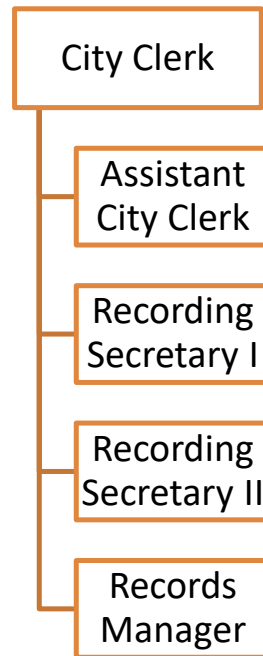 City Clerk
Assistant
City Clerk
Recording
Secretary I
Recording
Secretary II
Records
Manager